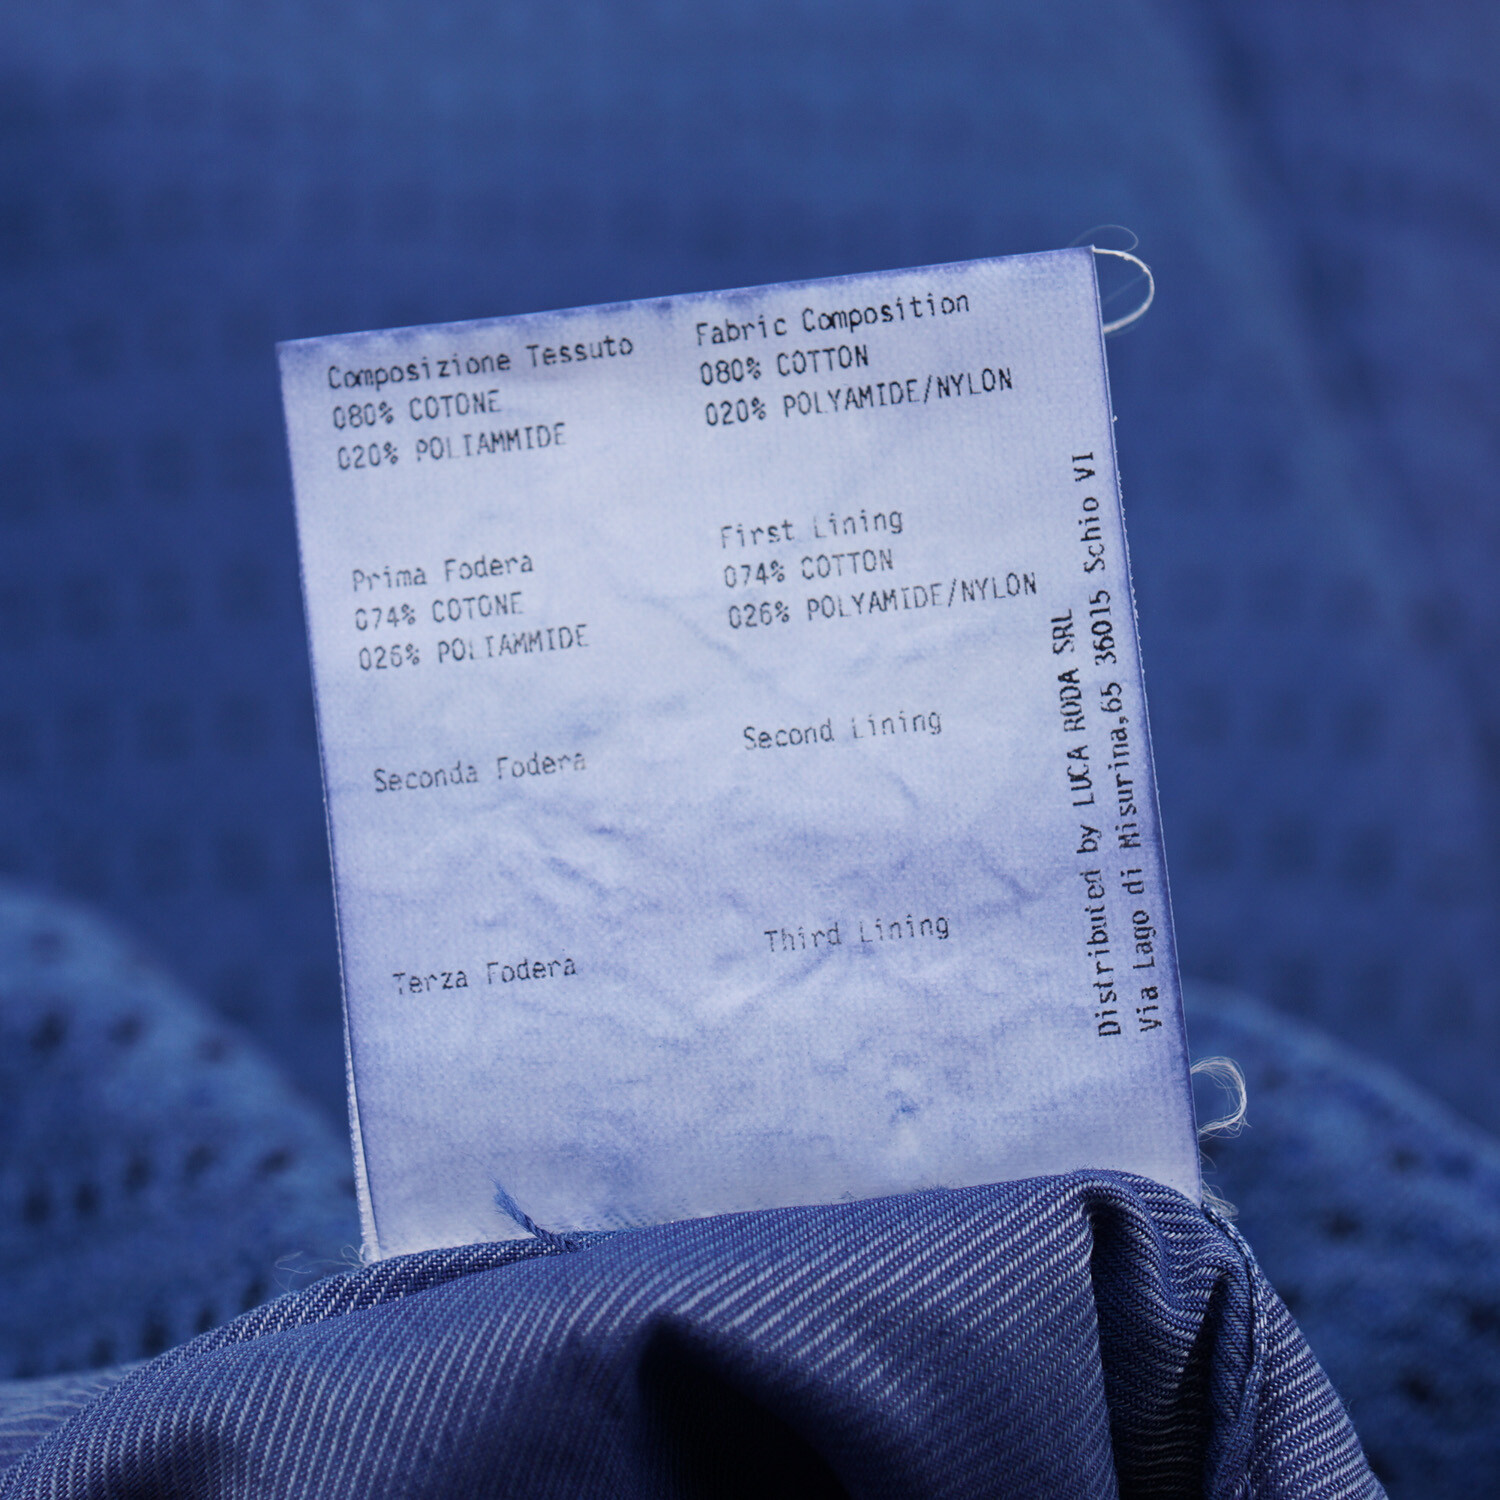 Composizione Tessuto
080% COTONE
020% POLIAMMIDE
Fabric Composition
080% COTTON
020% POLYAMIDE/NYLON
Prima Fodera
074% COTONE
026% POLIAMMIDE
First Lining
074% COTTON
026% POLYAMIDE/NYLON
Seconda Fodera
Second Lining
Terza Fodera
Third Lining
Distributed by LUCA RODA SRL
Via Lago di Misurina,65 36015 Schio VI